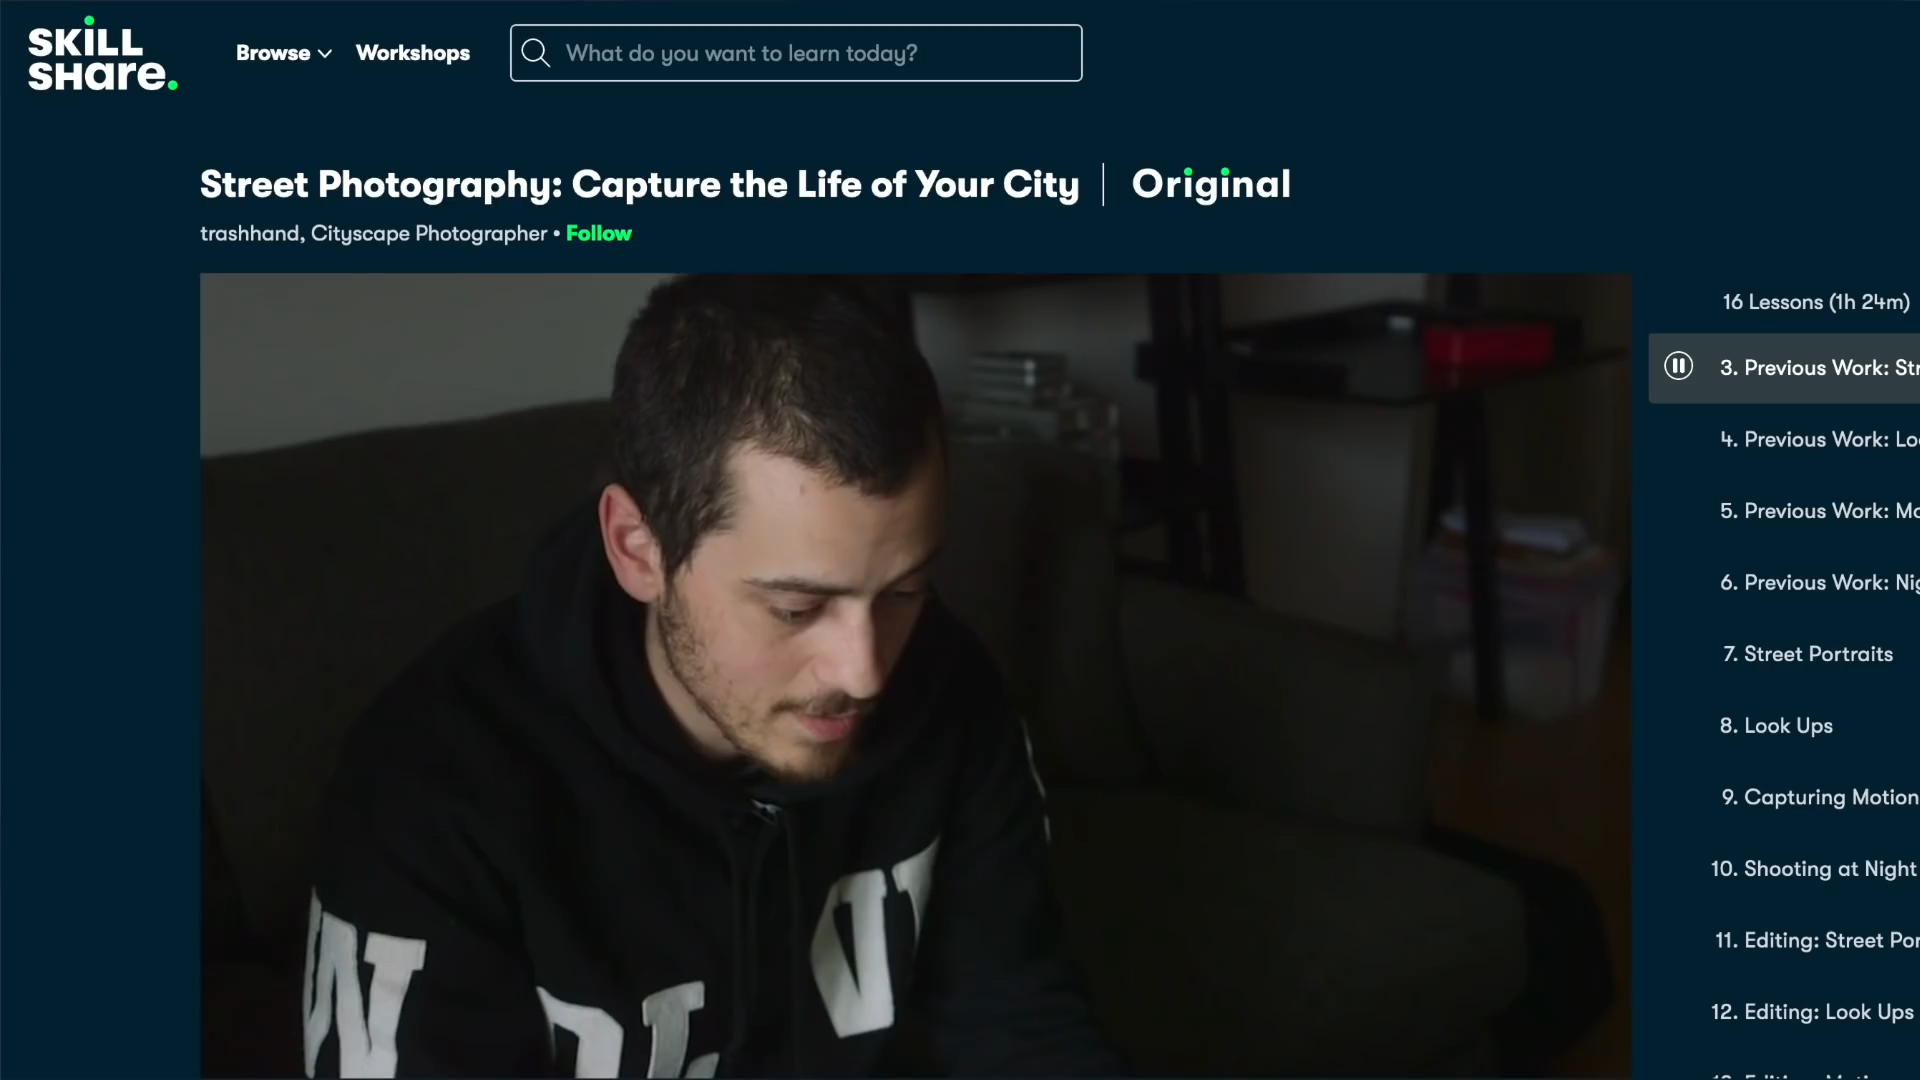 SKiLL
SHare.
Browse
Workshops
What do you want to learn today?
Street Photography: Capture the Life of Your City
Original
trashhand, Cityscape Photographer • Follow
16 Lessons (1h 24m)
3. Previous Work: Str
4. Previous Work: Loo
5. Previous Work: Mo
6. Previous Work: Nig
7. Street Portraits
8. Look Ups
9. Capturing Motion
10. Shooting at Night
11. Editing: Street Por
12. Editing: Look Ups